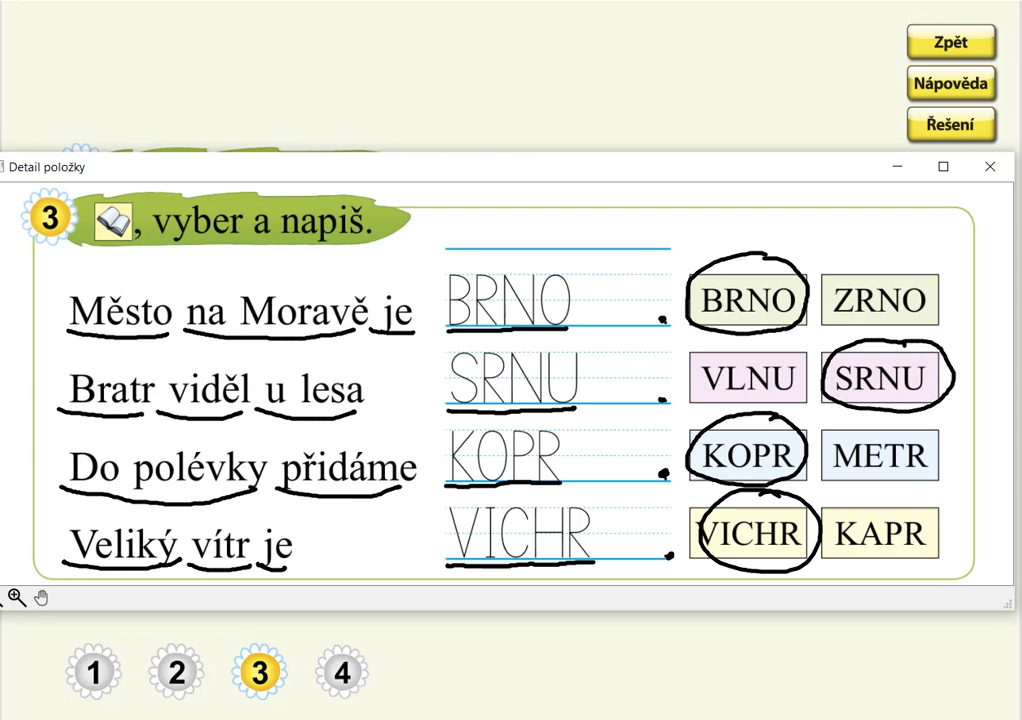 Zpět
Nápověda
Řešení
Detail položky
3 , vyber a napiš.
Město na Moravě je BRNO . BRNO ZRNO
Bratr viděl u lesa SRNU . VLNU SRNU
Do polévky přidáme KOPR . KOPR METR
Veliký vítr je VICHR . VICHR KAPR
1 2 3 4